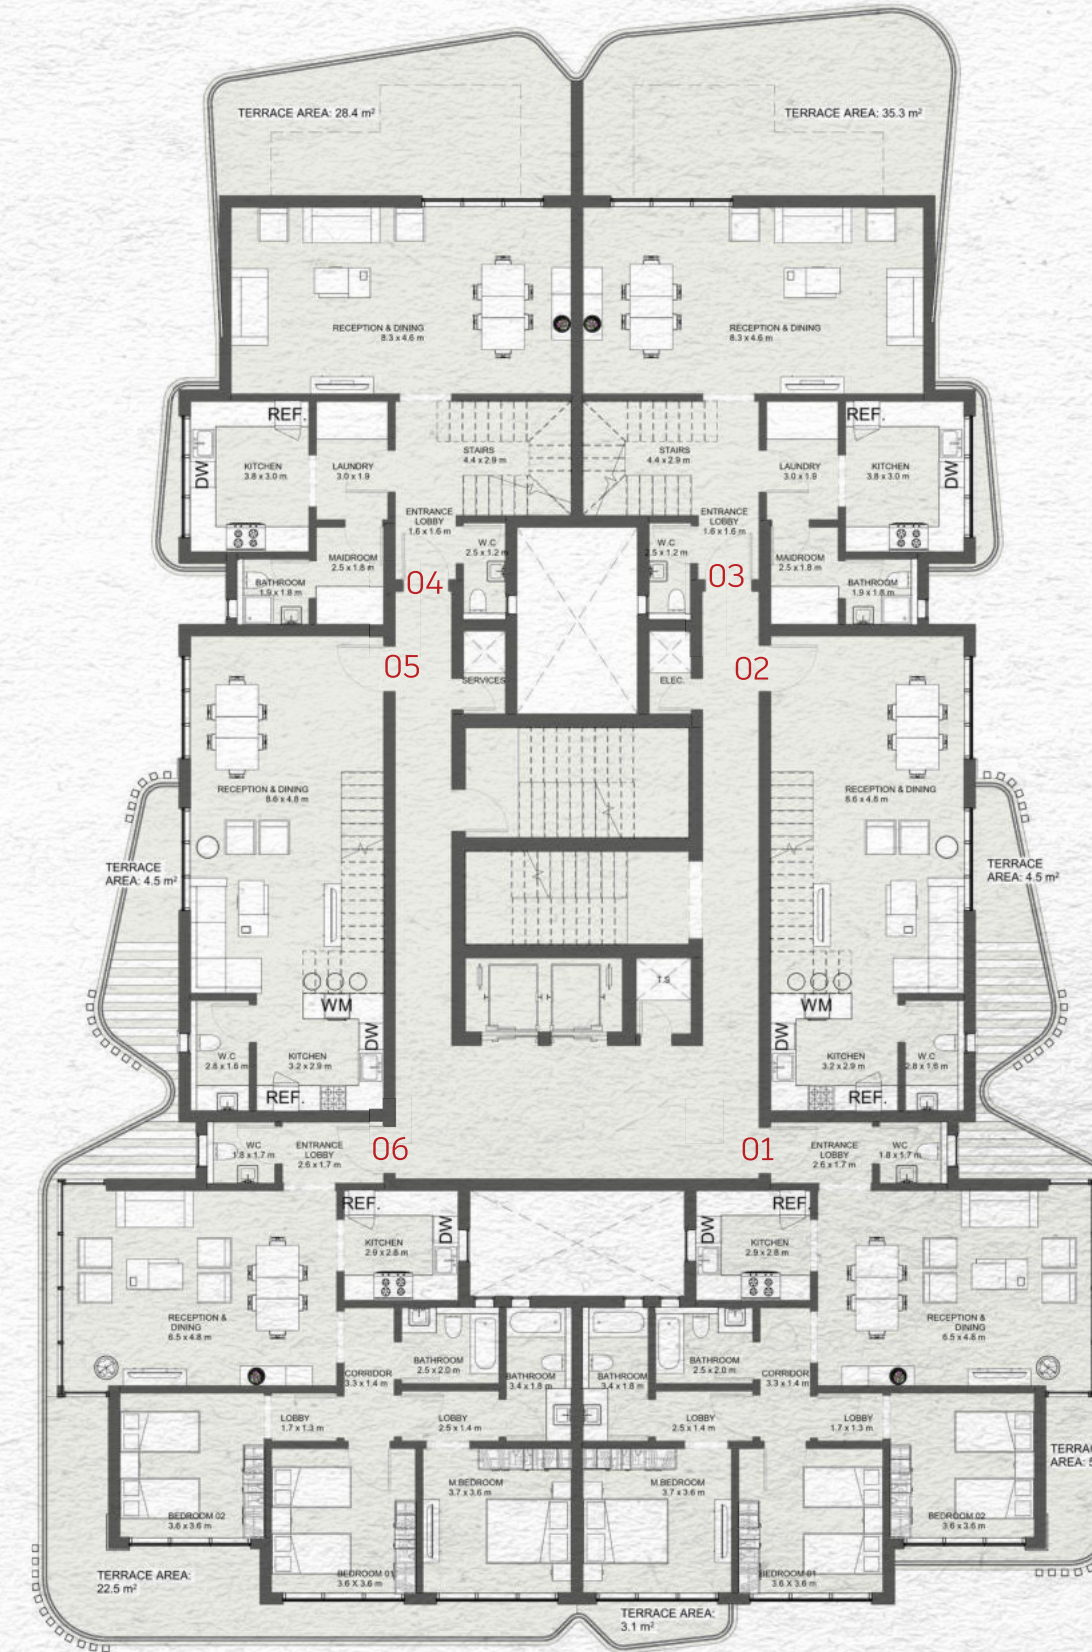 TERRACE AREA: 28.4 m²
TERRACE AREA: 35.3 m²
RECEPTION & DINING
8.3 x 4.6 m
RECEPTION & DINING
8.3 x 4.6 m
REF.
DW
KITCHEN
3.8 x 3.0 m
LAUNDRY
3.0 x 1.9
STAIRS
4.4 x 2.9 m
STAIRS
4.4 x 2.9 m
LAUNDRY
3.0 x 1.9
REF.
KITCHEN
3.8 x 3.0 m
DW
ENTRANCE
LOBBY
1.6 x 1.6 m
ENTRANCE
LOBBY
1.6 x 1.6 m
W.C
2.5 x 1.2 m
W.C
2.5 x 1.2 m
MAIDROOM
2.5 x 1.8 m
MAIDROOM
2.5 x 1.8 m
BATHROOM
1.9 x 1.8 m
BATHROOM
1.9 x 1.8 m
04
03
05
02
SERVICES
ELEC.
RECEPTION & DINING
8.6 x 4.8 m
RECEPTION & DINING
8.6 x 4.8 m
TERRACE
AREA: 4.5 m²
TERRACE
AREA: 4.5 m²
T.S
WM
DW
WM
DW
W.C
2.8 x 1.6 m
KITCHEN
3.2 x 2.9 m
REF.
KITCHEN
3.2 x 2.9 m
REF.
W.C
2.8 x 1.6 m
WC
1.8 x 1.7 m
ENTRANCE
LOBBY
2.6 x 1.7 m
06
01
ENTRANCE
LOBBY
2.6 x 1.7 m
WC
1.8 x 1.7 m
REF.
DW
KITCHEN
2.9 x 2.8 m
REF.
DW
KITCHEN
2.9 x 2.8 m
RECEPTION &
DINING
6.5 x 4.8 m
RECEPTION &
DINING
6.5 x 4.8 m
CORRIDOR
3.3 x 1.4 m
BATHROOM
2.5 x 2.0 m
BATHROOM
3.4 x 1.8 m
BATHROOM
3.4 x 1.8 m
BATHROOM
2.5 x 2.0 m
CORRIDOR
3.3 x 1.4 m
LOBBY
1.7 x 1.3 m
LOBBY
2.5 x 1.4 m
LOBBY
2.5 x 1.4 m
LOBBY
1.7 x 1.3 m
TERRA
AREA:
M.BEDROOM
3.7 x 3.6 m
M.BEDROOM
3.7 x 3.6 m
BEDROOM 02
3.6 x 3.6 m
BEDROOM 02
3.6 x 3.6 m
BEDROOM 01
3.6 X 3.6 m
BEDROOM 01
3.6 X 3.6 m
TERRACE AREA:
22.5 m²
TERRACE AREA:
3.1 m²